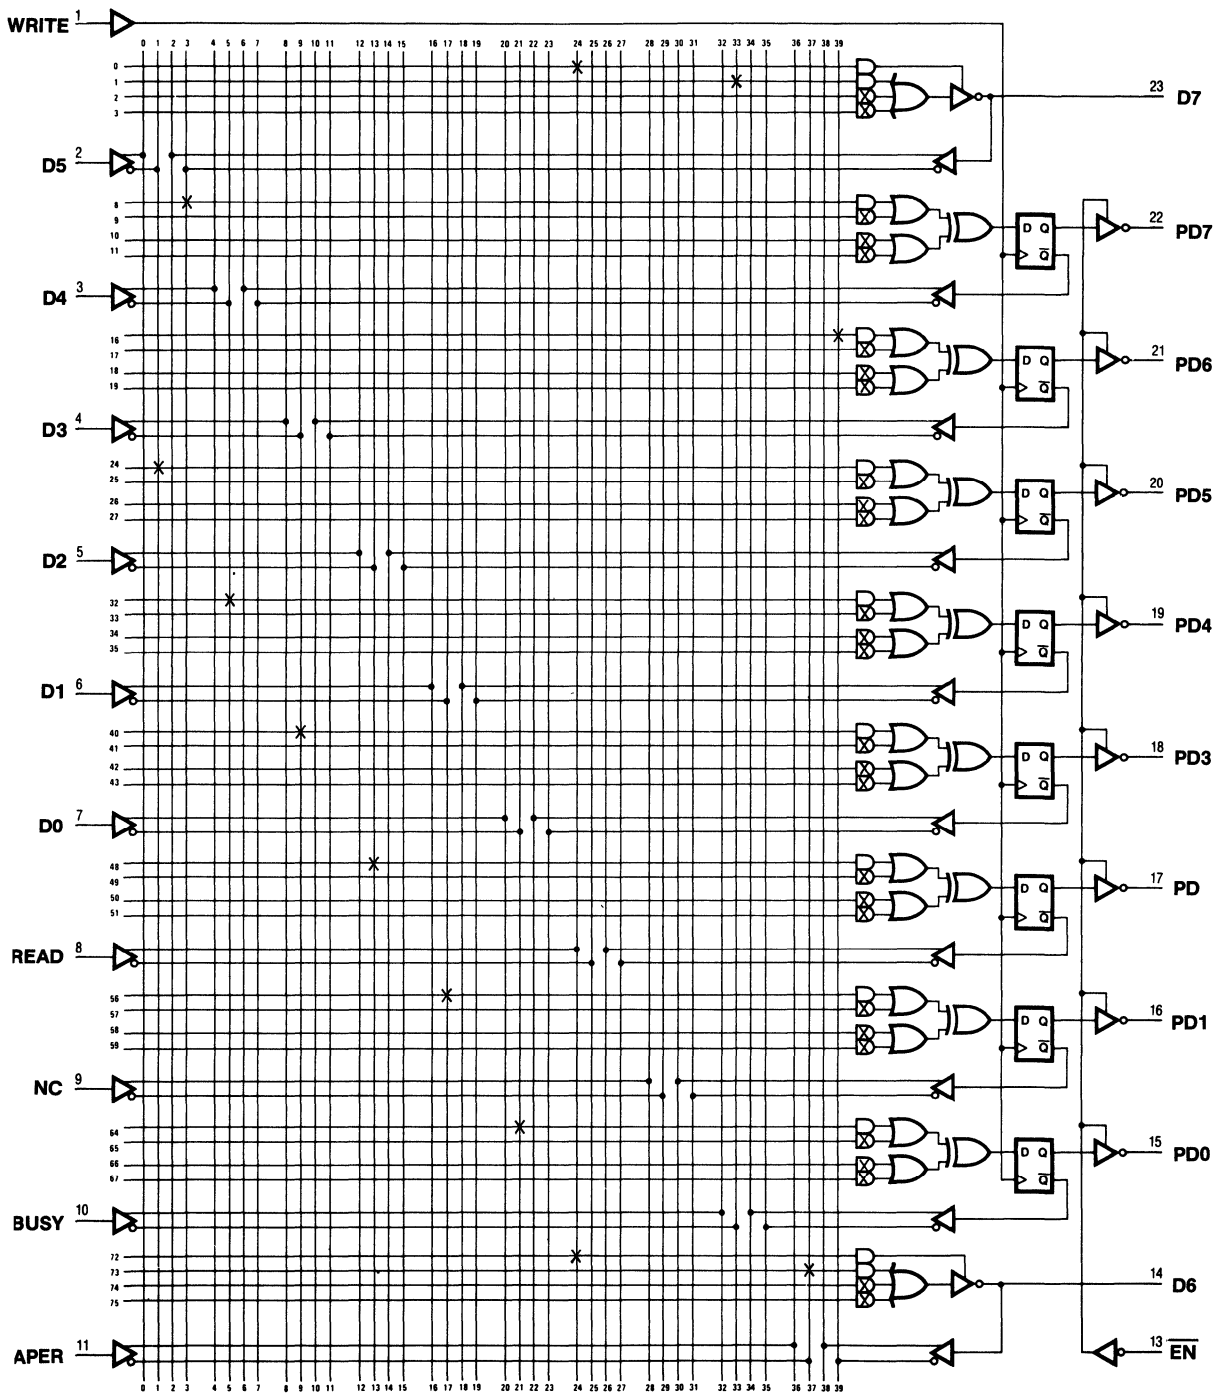 WRITE 1
0 1 2 3 4 5 6 7 8 9 10 11 12 13 14 15 16 17 18 19 20 21 22 23 24 25 26 27 28 29 30 31 32 33 34 35 36 37 38 39
0
1
2
3
23 D7
D5 2
8
9
10
11
D Q
Q
22 PD7
D4 3
16
17
18
19
D Q
Q
21 PD6
D3 4
24
25
26
27
D Q
Q
20 PD5
D2 5
32
33
34
35
D Q
Q
19 PD4
D1 6
40
41
42
43
D Q
Q
18 PD3
D0 7
48
49
50
51
D Q
Q
17 PD
READ 8
56
57
58
59
D Q
Q
16 PD1
NC 9
64
65
66
67
D Q
Q
15 PD0
BUSY 10
72
73
74
75
14 D6
APER 11
13 EN
0 1 2 3 4 5 6 7 8 9 10 11 12 13 14 15 16 17 18 19 20 21 22 23 24 25 26 27 28 29 30 31 32 33 34 35 36 37 38 39